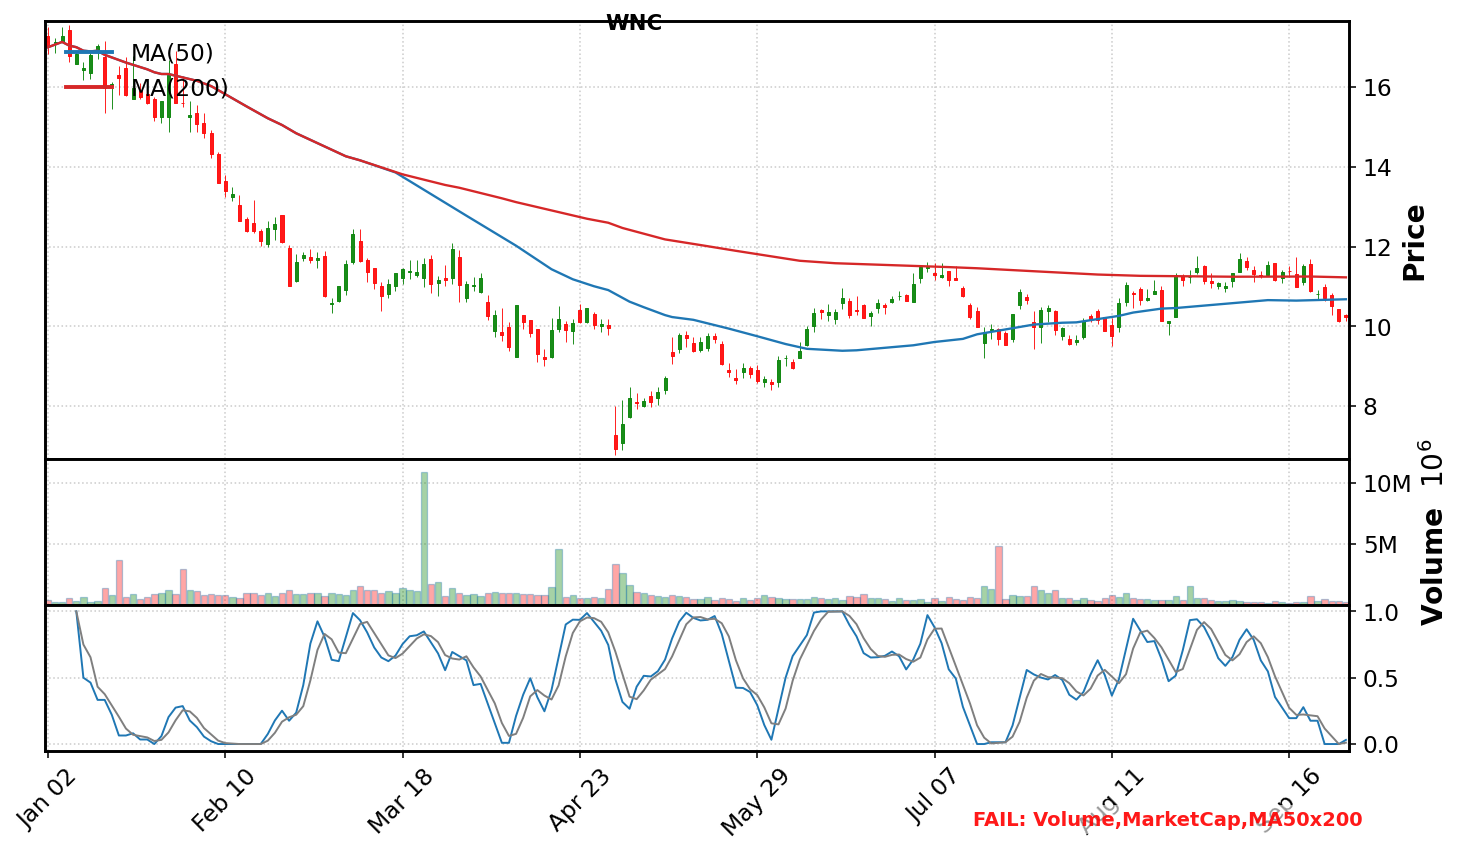 WNC
MA(50)
MA(200)
16
14
12
10
8
Price
10M
5M
Volume 10^6
1.0
0.5
0.0
Jan 02
Feb 10
Mar 18
Apr 23
May 29
Jul 07
Aug 11
Sep 16
FAIL: Volume,MarketCap,MA50x200